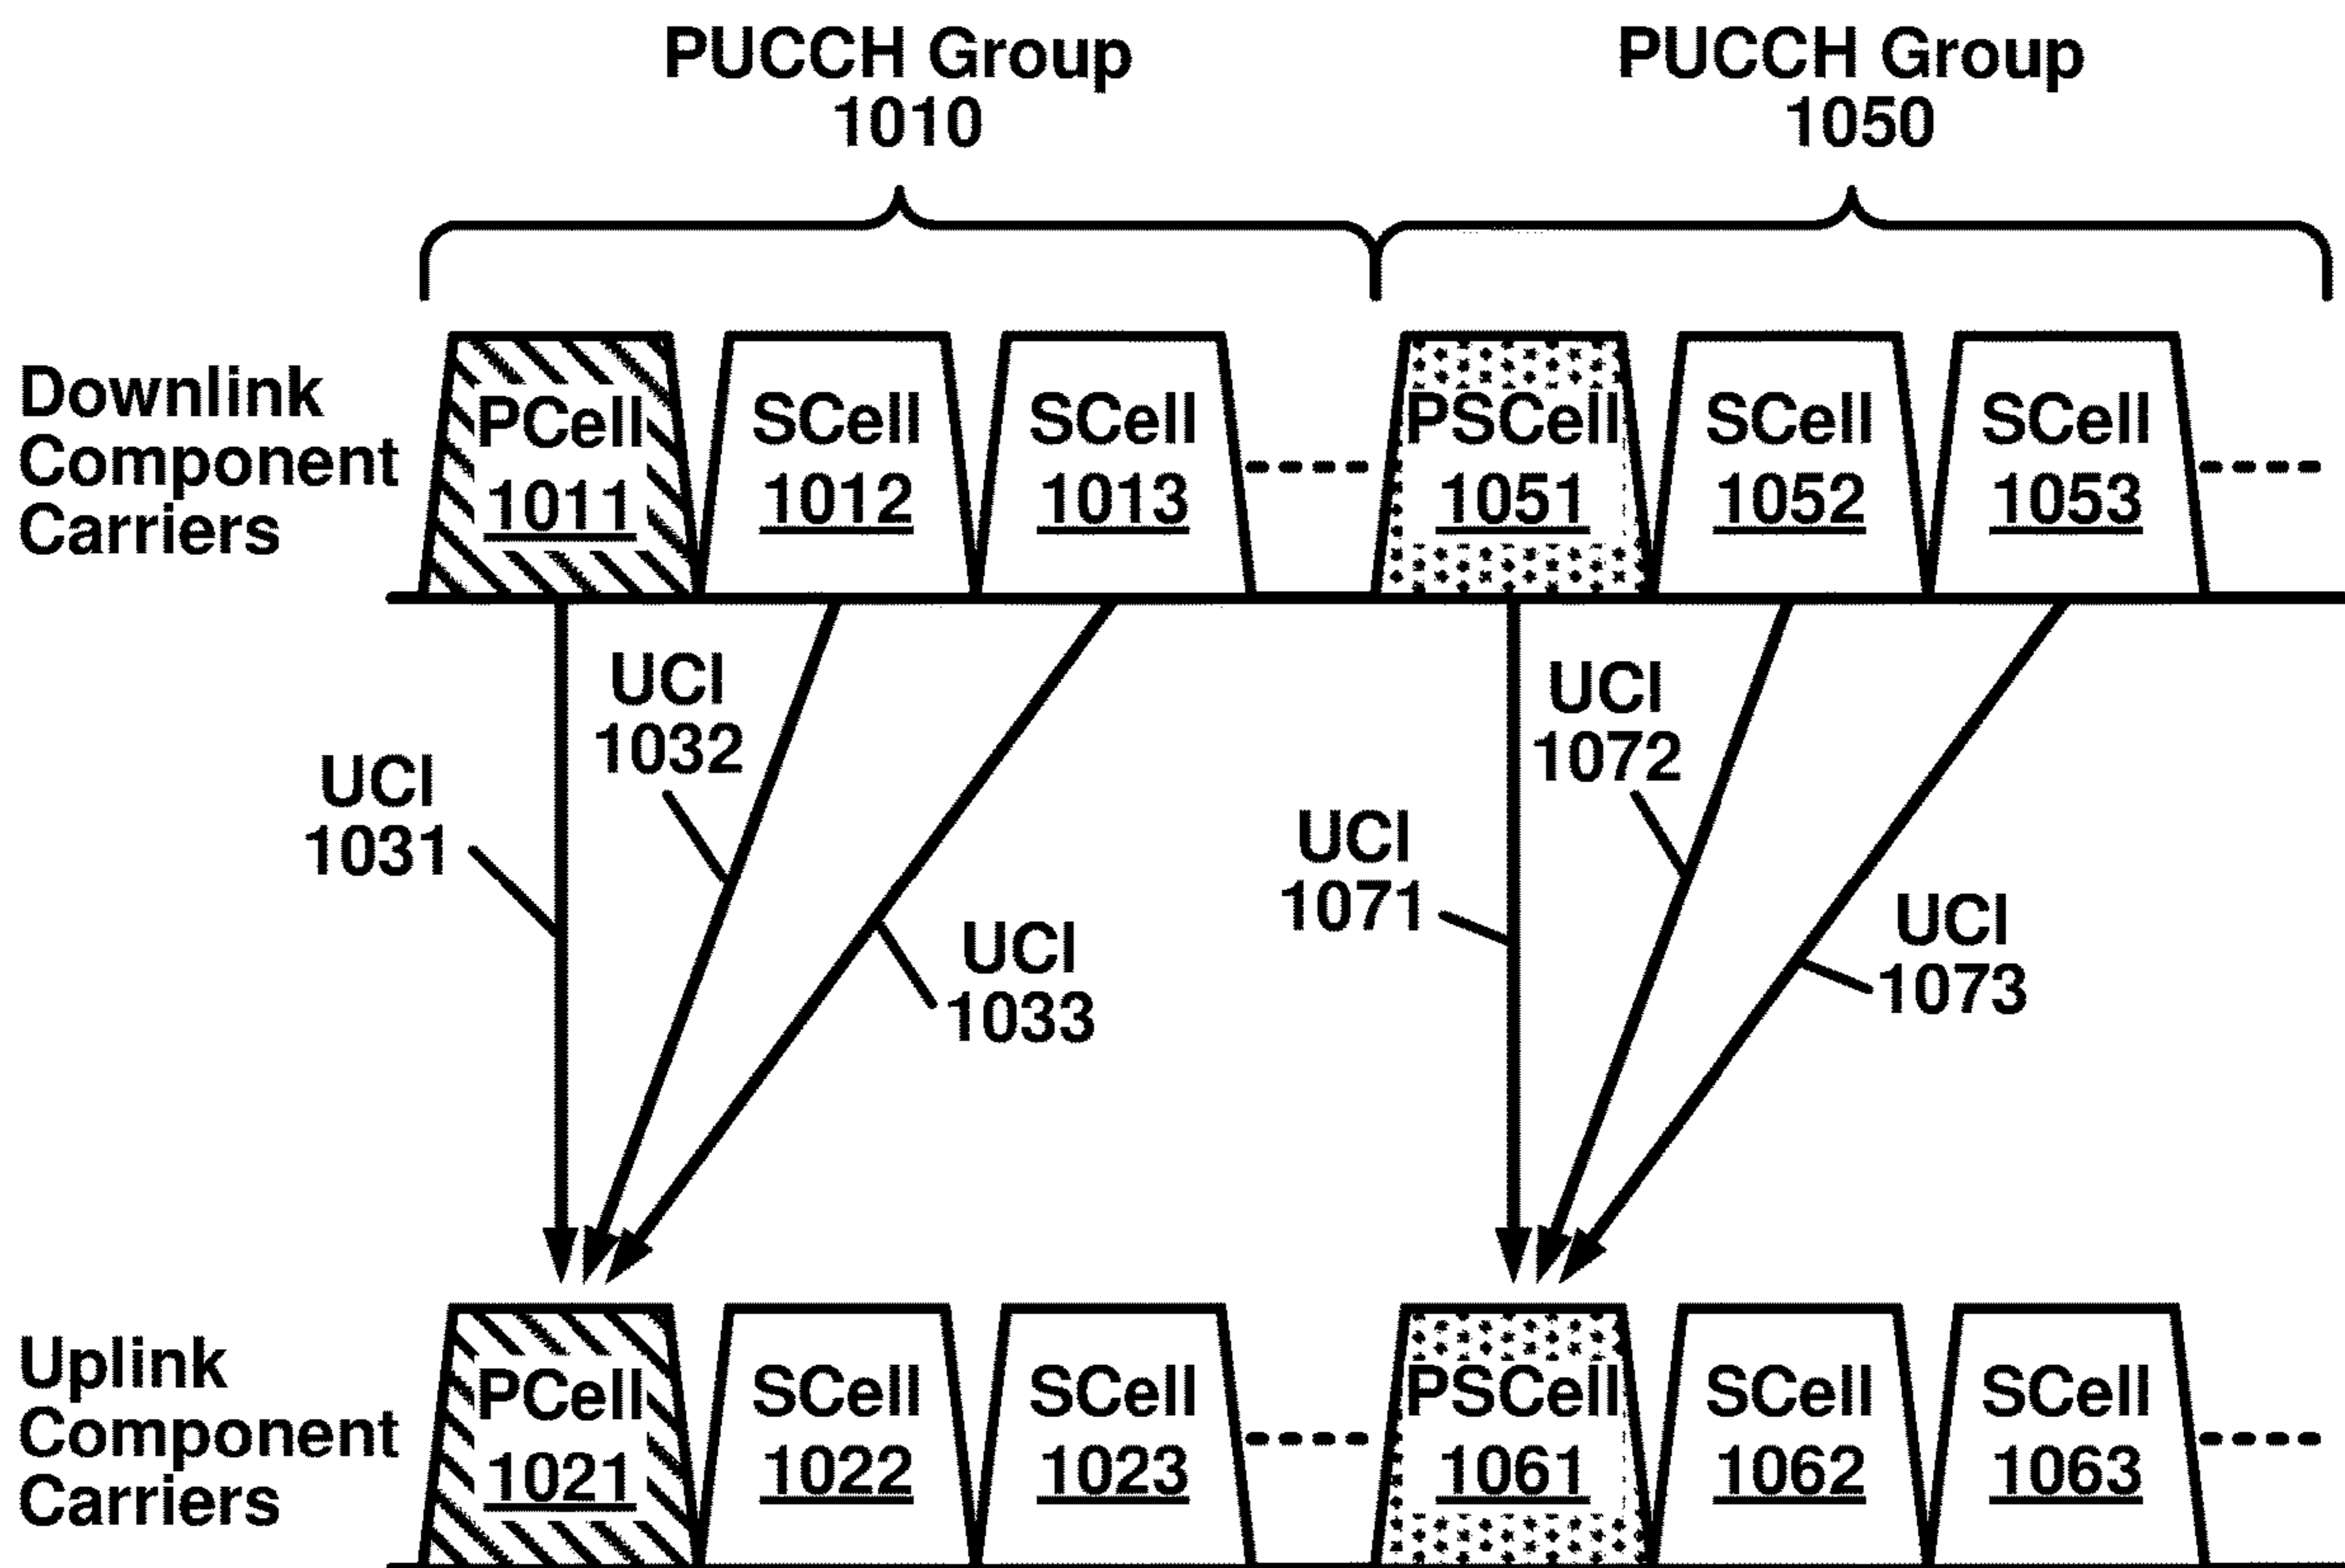 PUCCH Group
1010
PUCCH Group
1050
Downlink
Component
Carriers
PCell
1011
SCell
1012
SCell
1013
PSCell
1051
SCell
1052
SCell
1053
UCI
1031
UCI
1032
UCI
1033
UCI
1071
UCI
1072
UCI
1073
Uplink
Component
Carriers
PCell
1021
SCell
1022
SCell
1023
PSCell
1061
SCell
1062
SCell
1063